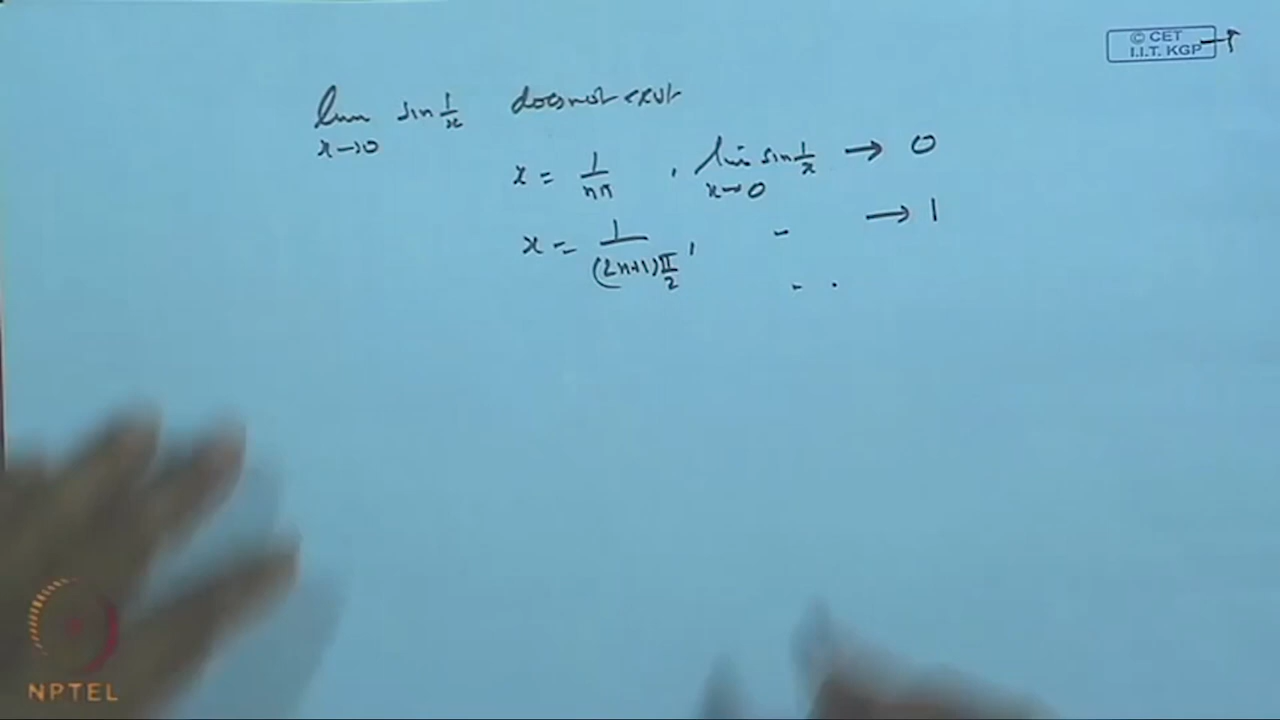 © CET
I.I.T. KGP
lim sin 1/x does not exist
x→0
x = 1/nπ , lim sin 1/x → 0
x→0
x = 1/(2n+1)π/2 , - → 1
- .
NPTEL